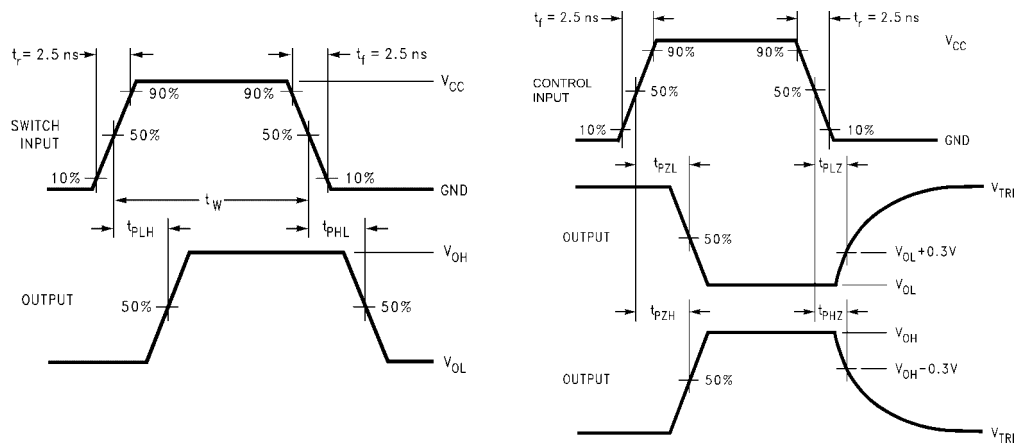 tr = 2.5 ns
tf = 2.5 ns
VCC
90%
90%
SWITCH
INPUT
50%
50%
10%
10%
GND
tW
tPLH
tPHL
VOH
OUTPUT
50%
50%
VOL
tf = 2.5 ns
tr = 2.5 ns
VCC
90%
90%
CONTROL
INPUT
50%
50%
10%
10%
GND
tPZL
tPLZ
VTRI
OUTPUT
50%
VOL+0.3V
VOL
tPZH
tPHZ
VOH
VOH−0.3V
OUTPUT
50%
VTRI